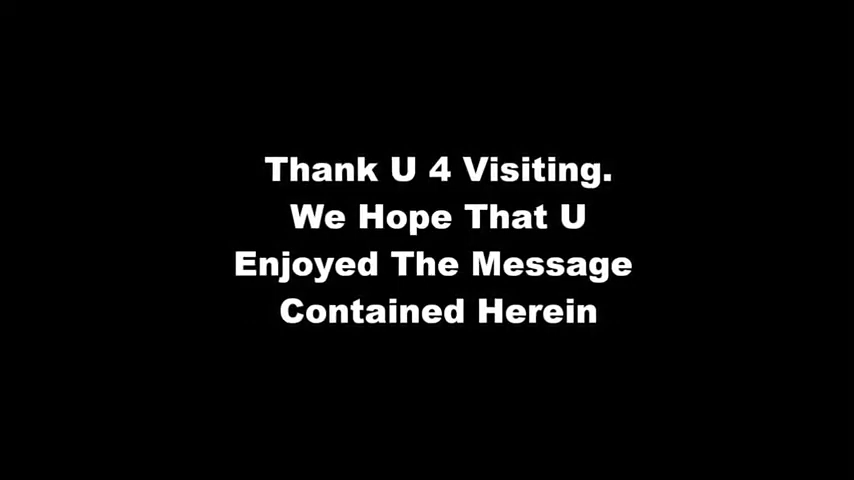 Thank U 4 Visiting.
We Hope That U
Enjoyed The Message
Contained Herein